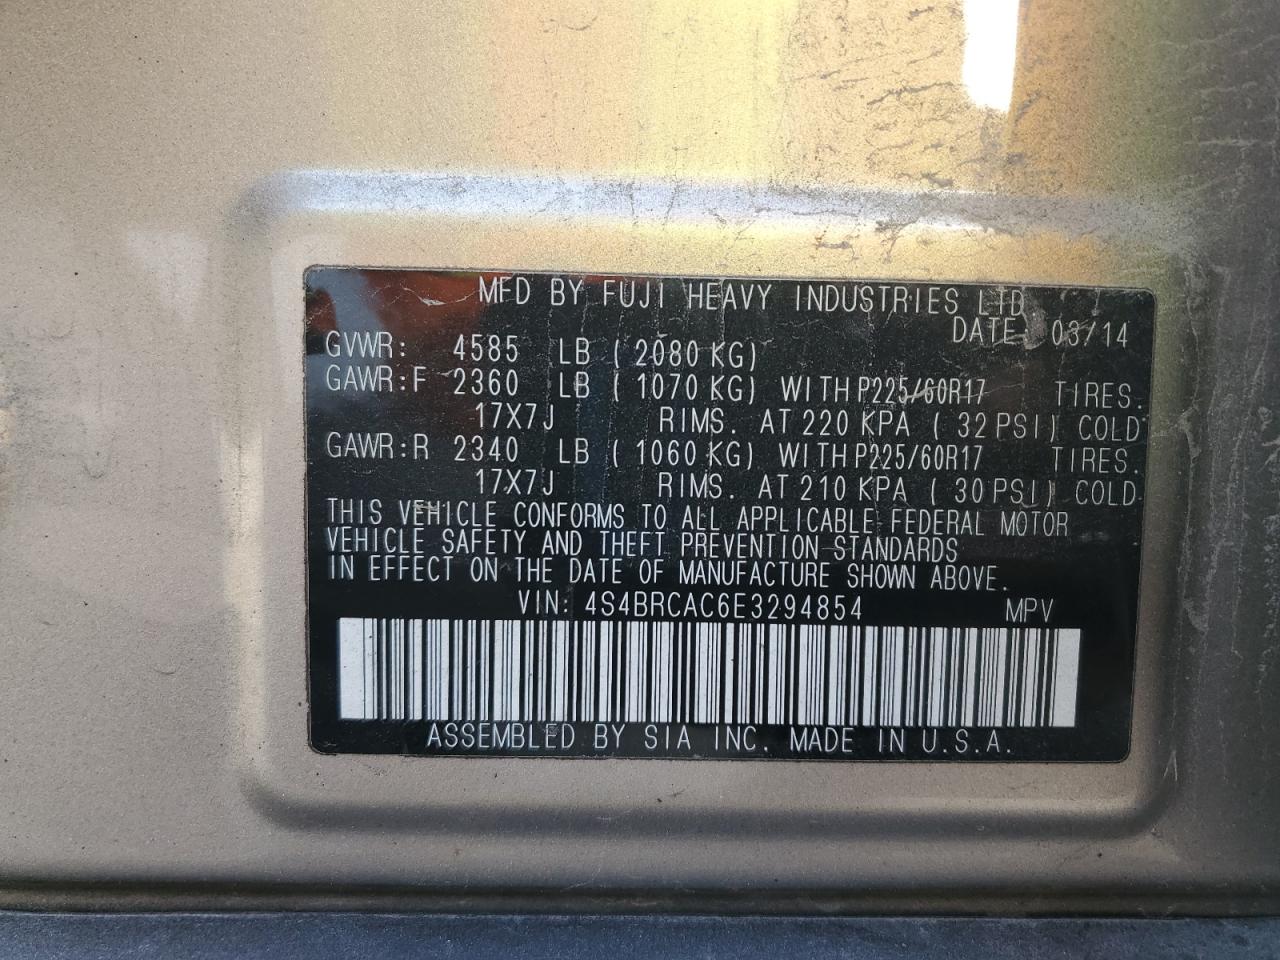 MFD BY FUJI HEAVY INDUSTRIES LTD
DATE 03/14
GVWR: 4585 LB ( 2080 KG)
GAWR:F 2360 LB ( 1070 KG) WITH P225/60R17 TIRES.
17X7J RIMS. AT 220 KPA ( 32 PSI) COLD
GAWR:R 2340 LB ( 1060 KG) WITH P225/60R17 TIRES.
17X7J RIMS. AT 210 KPA ( 30 PSI) COLD
THIS VEHICLE CONFORMS TO ALL APPLICABLE FEDERAL MOTOR
VEHICLE SAFETY AND THEFT PREVENTION STANDARDS
IN EFFECT ON THE DATE OF MANUFACTURE SHOWN ABOVE.
VIN: 4S4BRCAC6E3294854 MPV
ASSEMBLED BY SIA INC. MADE IN U.S.A.